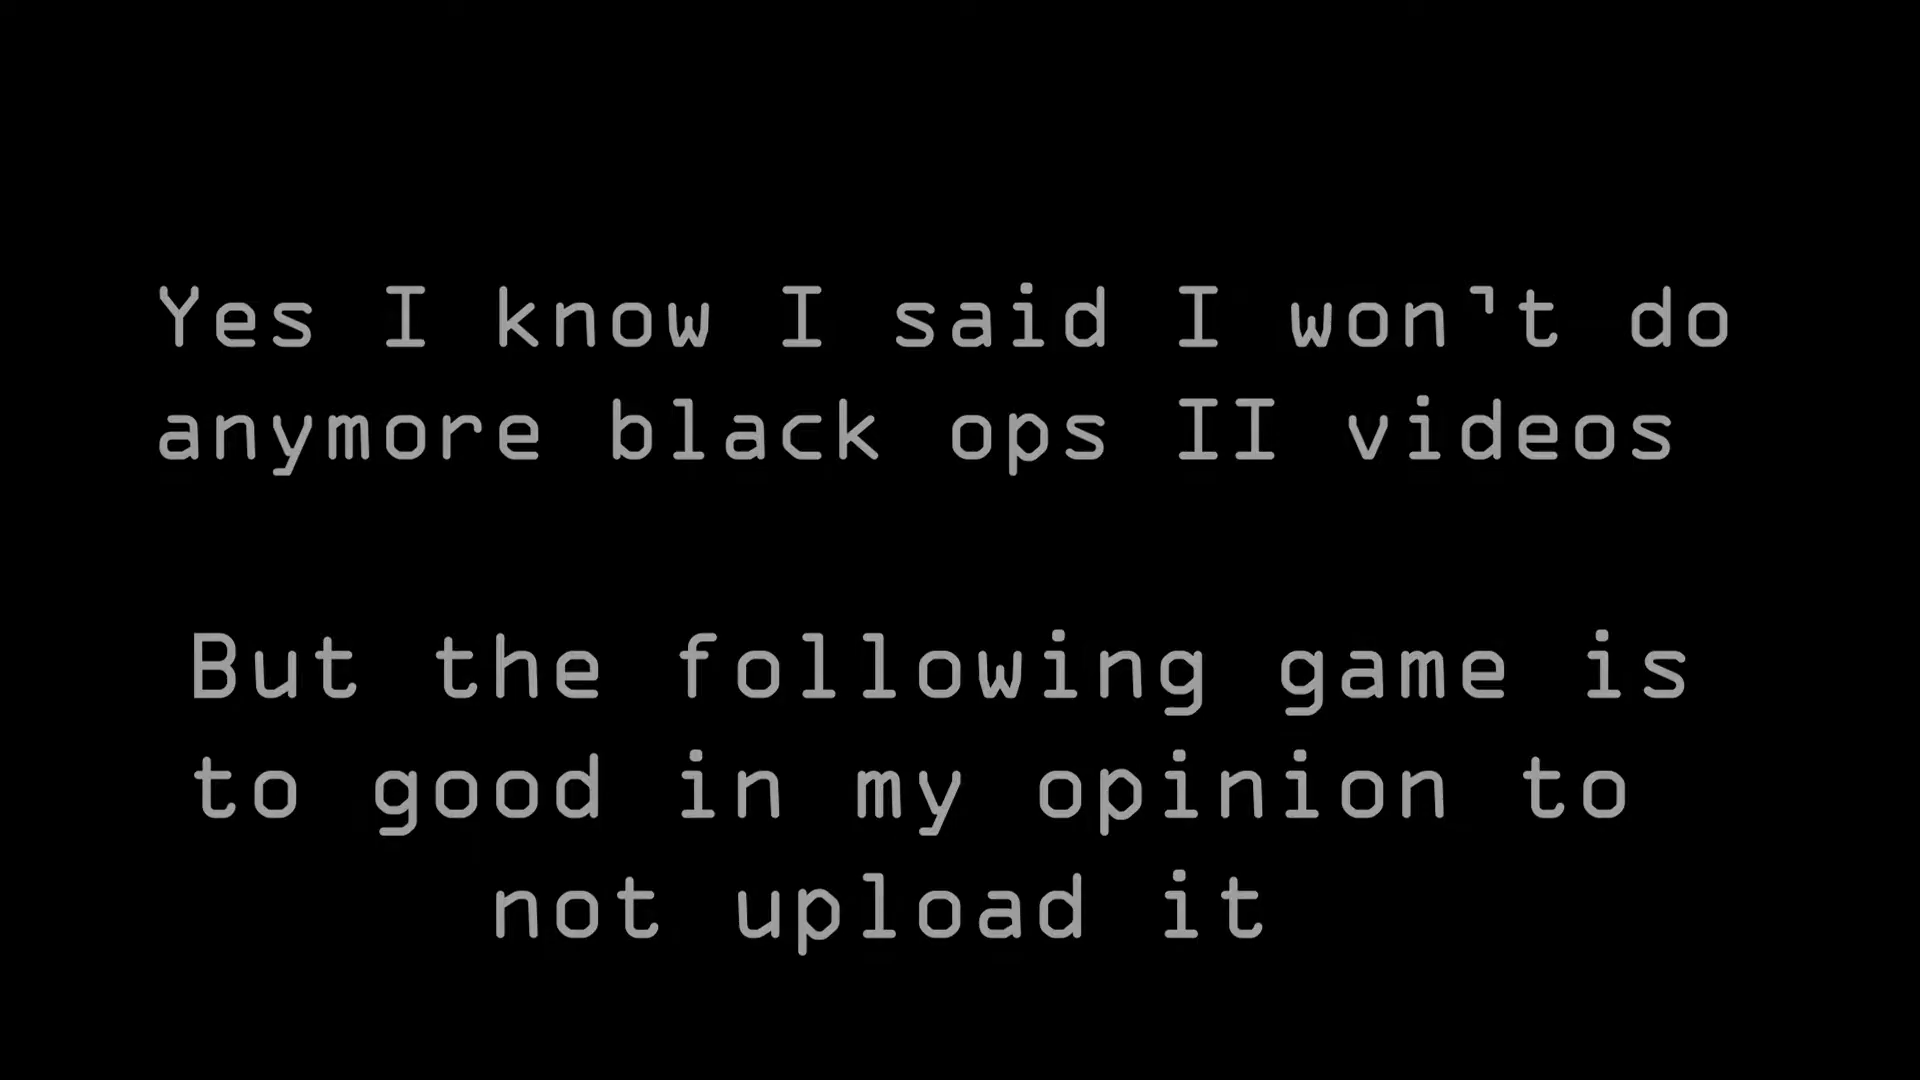 Yes I know I said I won't do
anymore black ops II videos
But the following game is
to good in my opinion to
not upload it